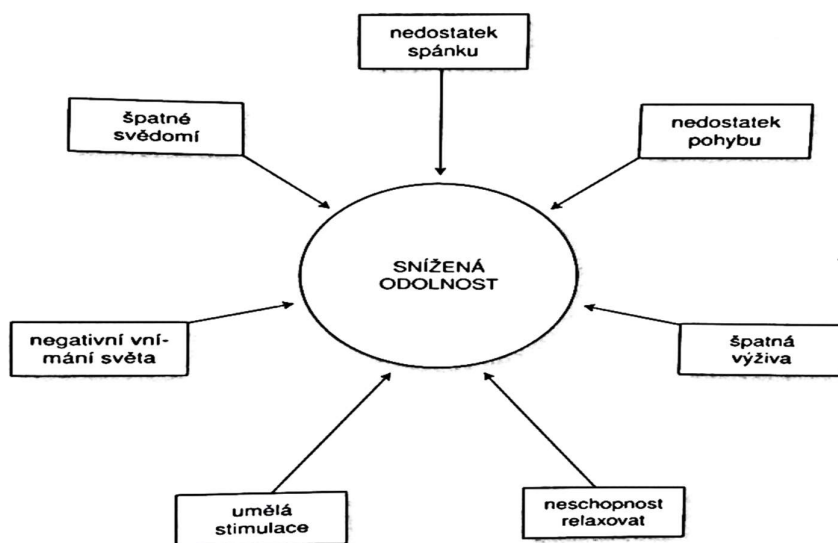 nedostatek
spánku
špatné
svědomí
nedostatek
pohybu
SNÍŽENÁ
ODOLNOST
negativní vní-
mání světa
špatná
výživa
umělá
stimulace
neschopnost
relaxovat